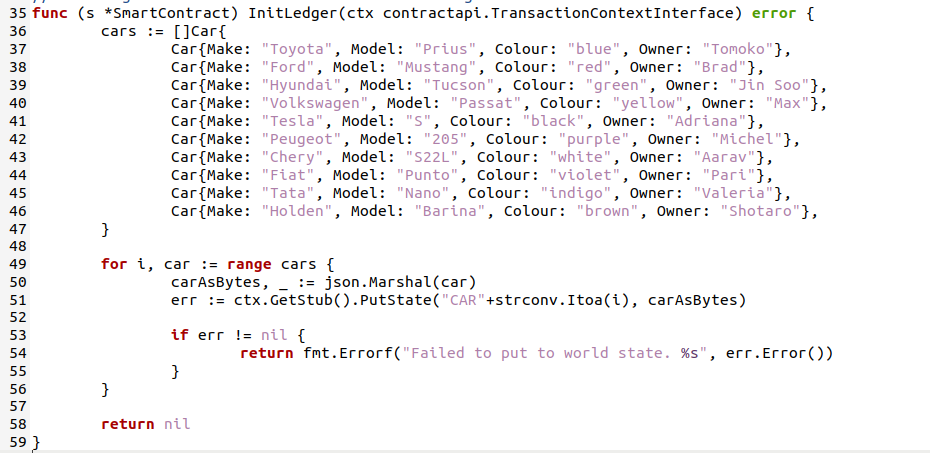 35 func (s *SmartContract) InitLedger(ctx contractapi.TransactionContextInterface) error {
36         cars := []Car{
37                 Car{Make: "Toyota", Model: "Prius", Colour: "blue", Owner: "Tomoko"},
38                 Car{Make: "Ford", Model: "Mustang", Colour: "red", Owner: "Brad"},
39                 Car{Make: "Hyundai", Model: "Tucson", Colour: "green", Owner: "Jin Soo"},
40                 Car{Make: "Volkswagen", Model: "Passat", Colour: "yellow", Owner: "Max"},
41                 Car{Make: "Tesla", Model: "S", Colour: "black", Owner: "Adriana"},
42                 Car{Make: "Peugeot", Model: "205", Colour: "purple", Owner: "Michel"},
43                 Car{Make: "Chery", Model: "S22L", Colour: "white", Owner: "Aarav"},
44                 Car{Make: "Fiat", Model: "Punto", Colour: "violet", Owner: "Pari"},
45                 Car{Make: "Tata", Model: "Nano", Colour: "indigo", Owner: "Valeria"},
46                 Car{Make: "Holden", Model: "Barina", Colour: "brown", Owner: "Shotaro"},
47         }
48
49         for i, car := range cars {
50                 carAsBytes, _ := json.Marshal(car)
51                 err := ctx.GetStub().PutState("CAR"+strconv.Itoa(i), carAsBytes)
52
53                 if err != nil {
54                         return fmt.Errorf("Failed to put to world state. %s", err.Error())
55                 }
56         }
57
58         return nil
59 }